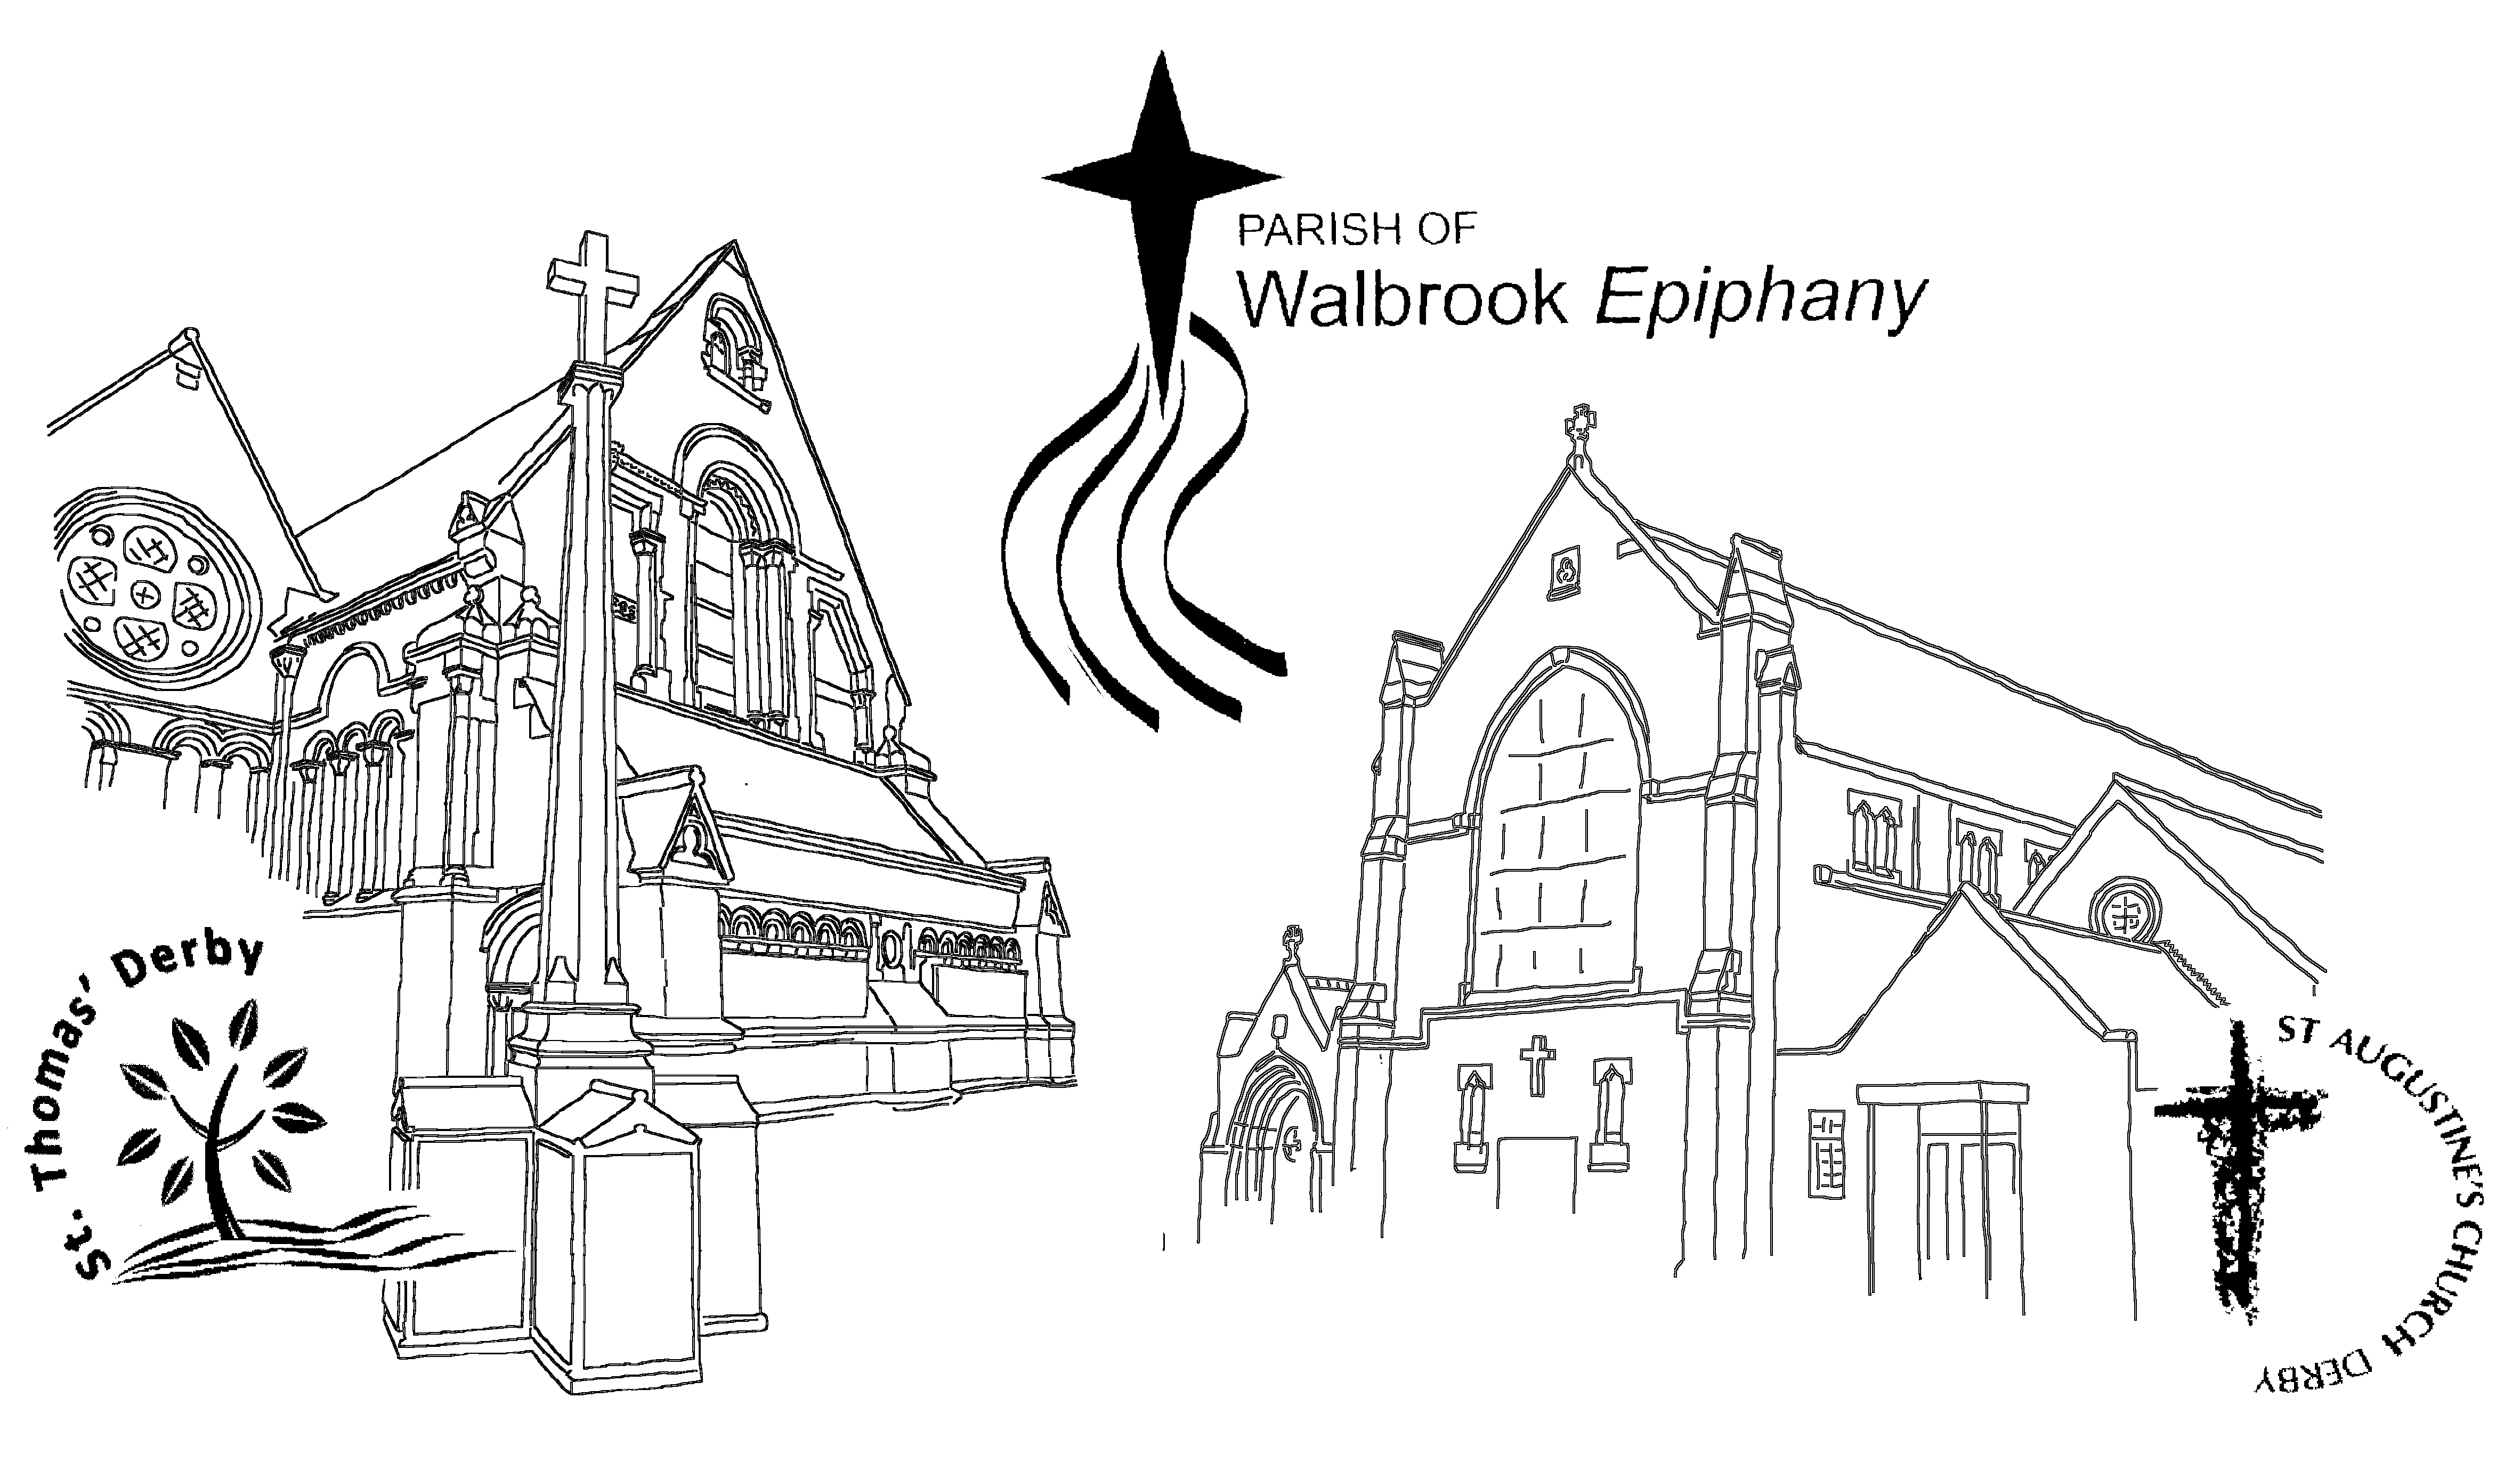 PARISH OF
Walbrook Epiphany
St. Thomas' Derby
ST AUGUSTINE'S CHURCH DERBY